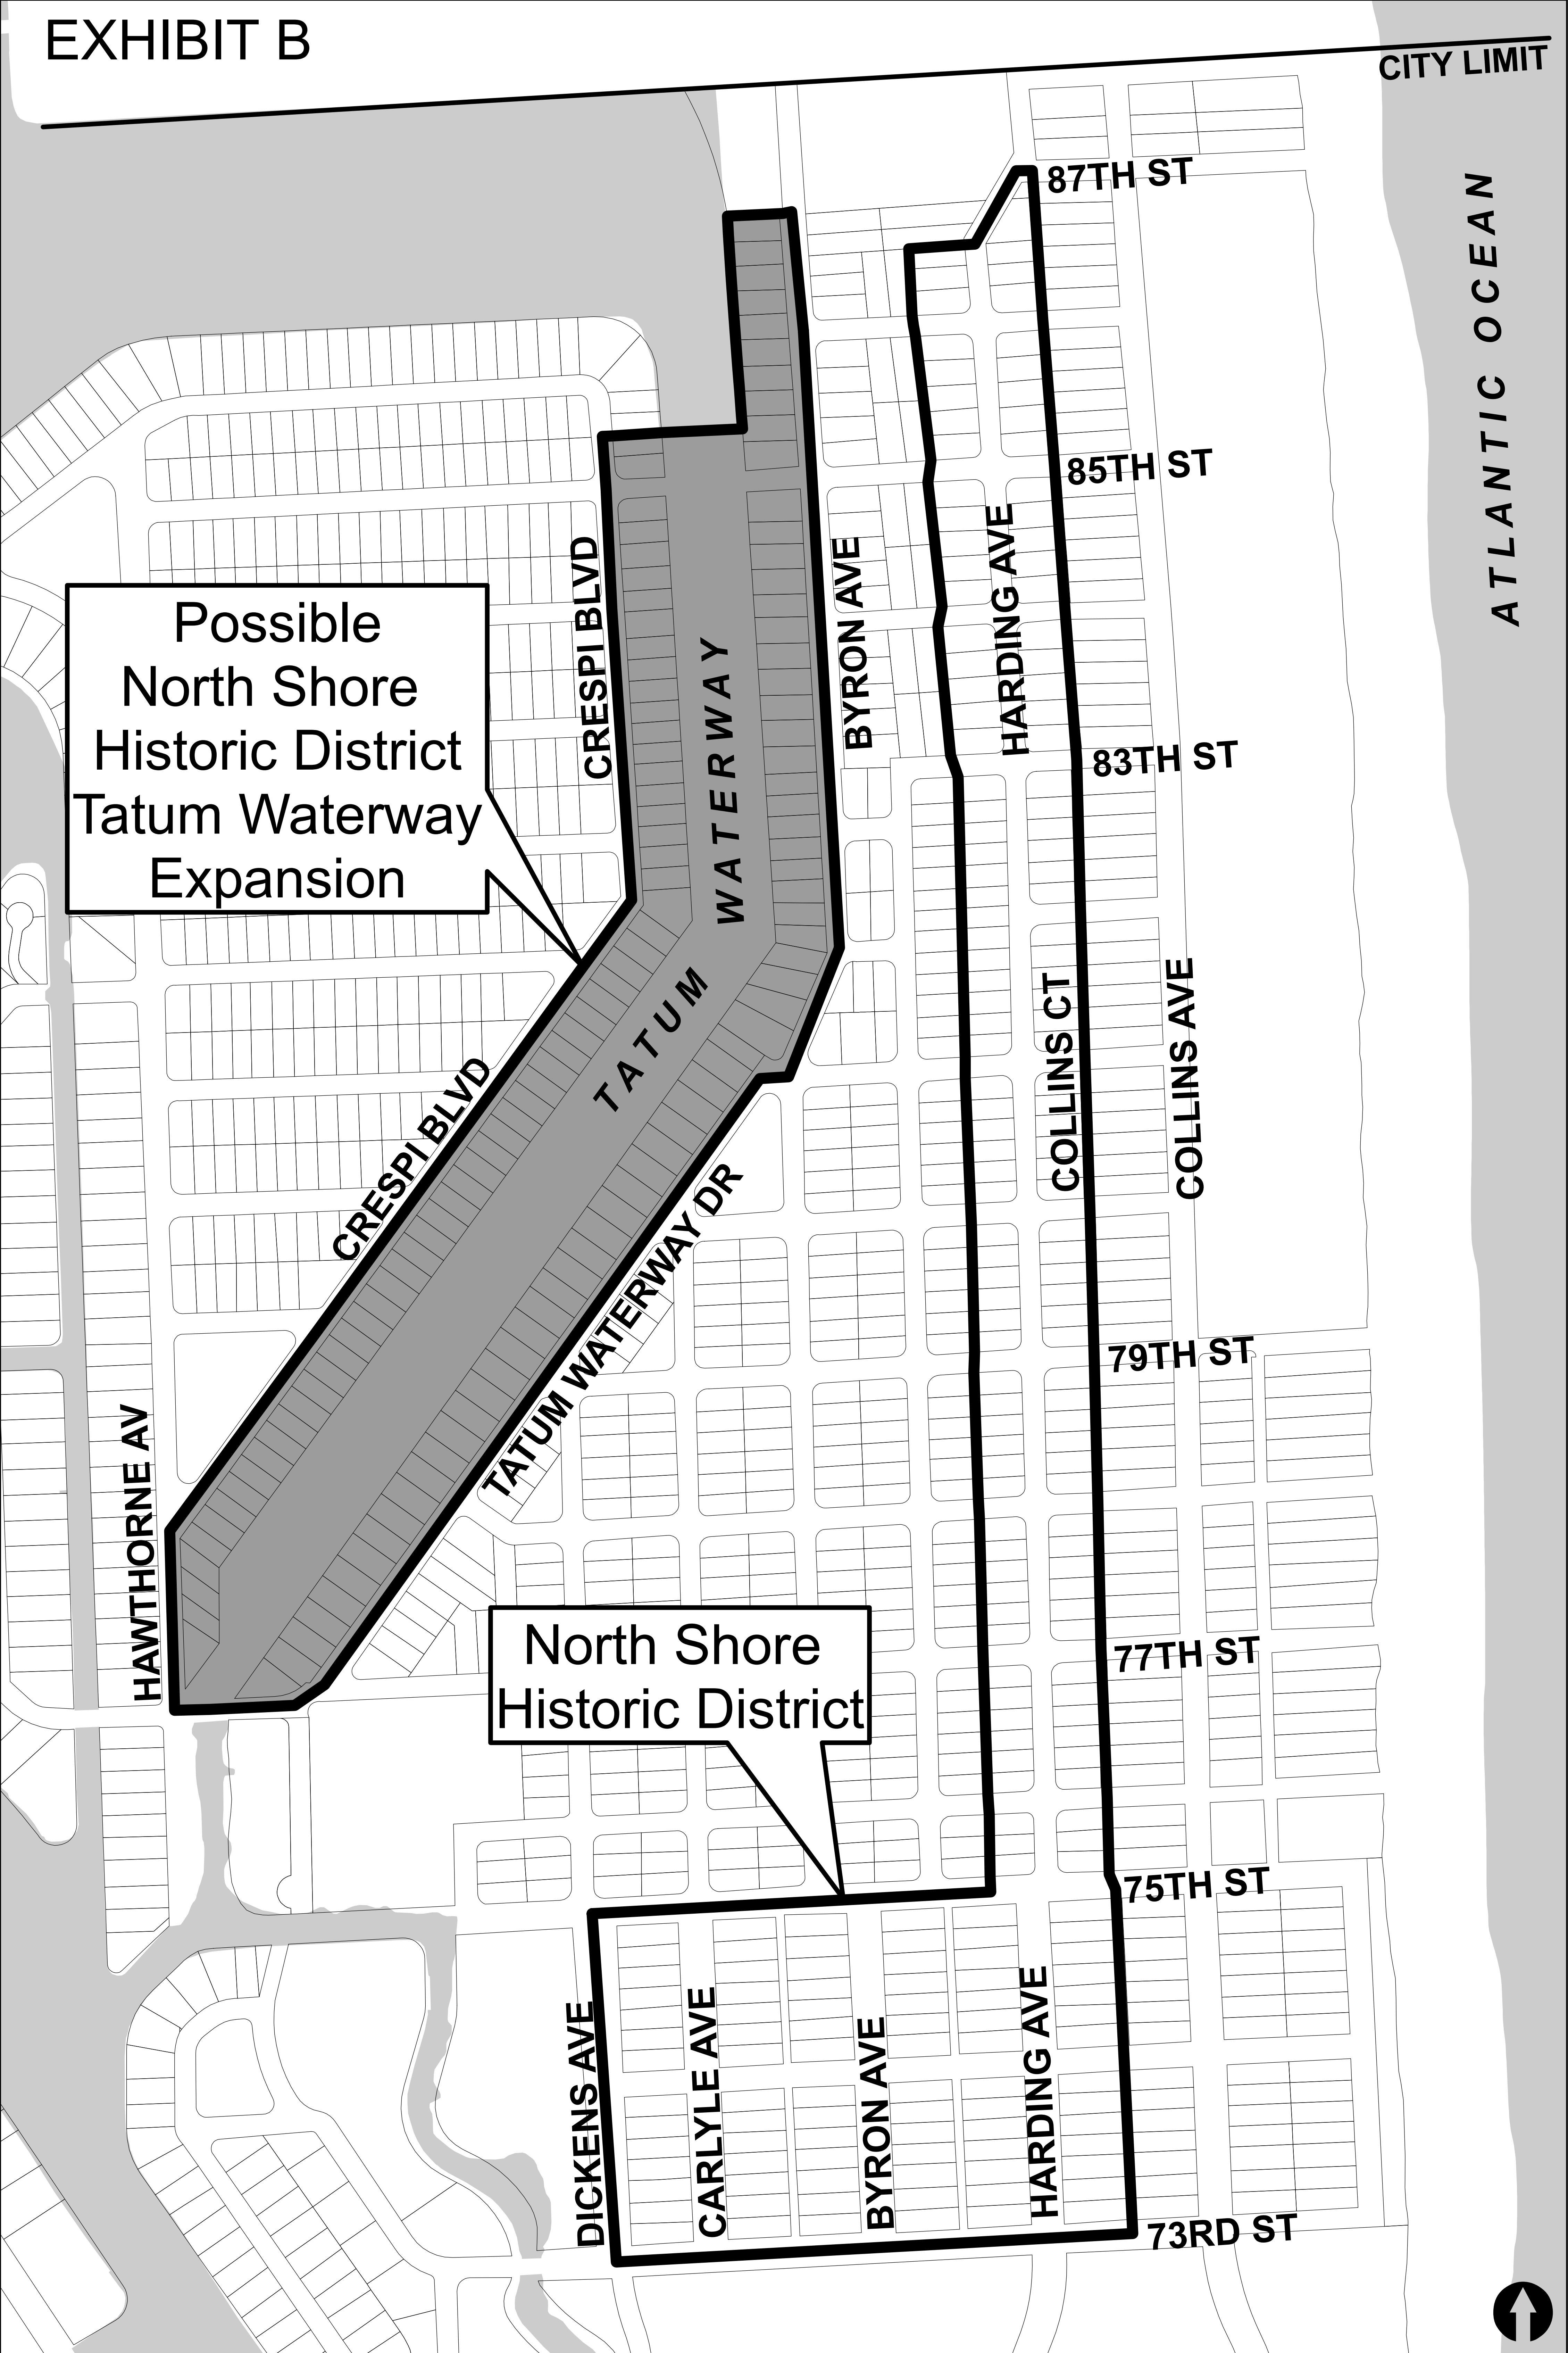 EXHIBIT B
CITY LIMIT
87TH ST
ATLANTIC OCEAN
85TH ST
HARDING AVE
CRESPI BLVD
BYRON AVE
Possible
North Shore
Historic District
Tatum Waterway
Expansion
WATERWAY
TATUM
83TH ST
COLLINS CT
COLLINS AVE
CRESPI BLVD
TATUM WATERWAY DR
79TH ST
HAWTHORNE AV
North Shore
Historic District
77TH ST
75TH ST
DICKENS AVE
CARLYLE AVE
BYRON AVE
HARDING AVE
73RD ST